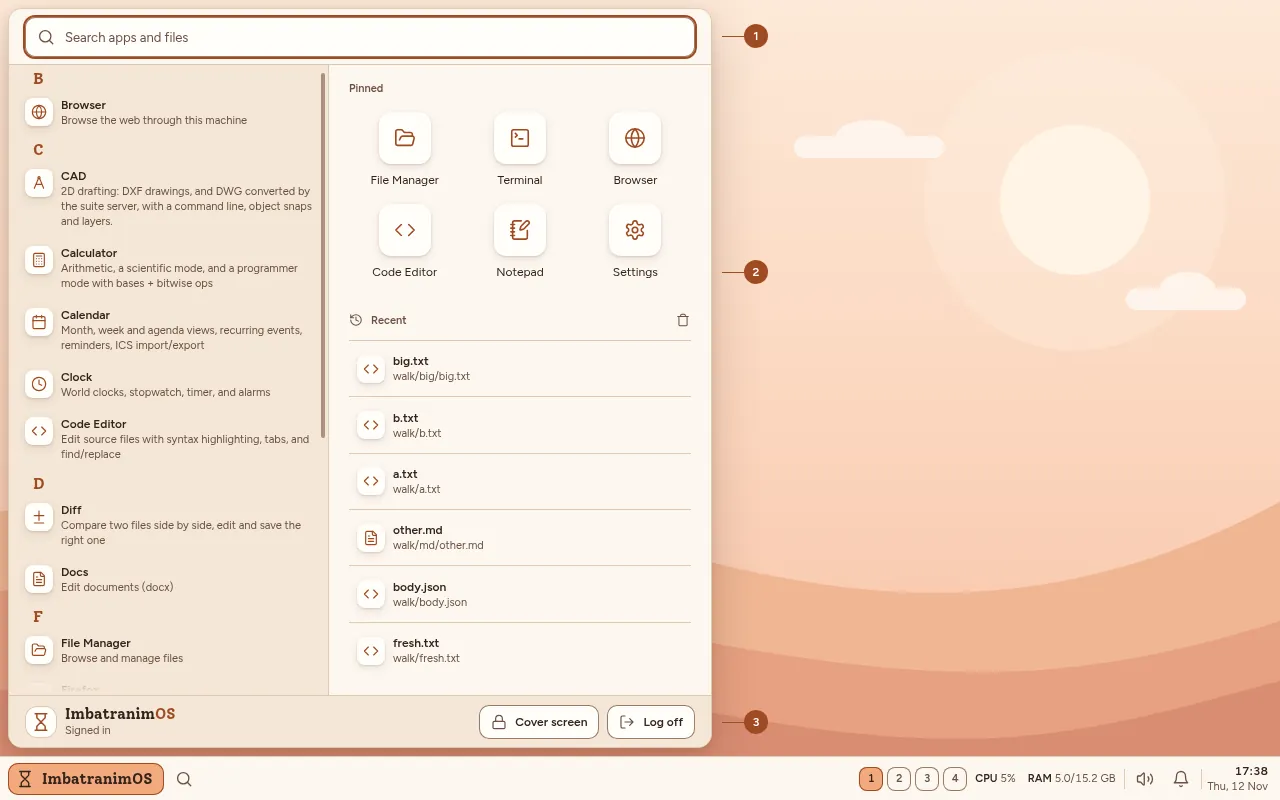 Search apps and files
1
B
Browser
Browse the web through this machine
C
CAD
2D drafting: DXF drawings, and DWG converted by
the suite server, with a command line, object snaps
and layers.
Calculator
Arithmetic, a scientific mode, and a programmer
mode with bases + bitwise ops
Calendar
Month, week and agenda views, recurring events,
reminders, ICS import/export
Clock
World clocks, stopwatch, timer, and alarms
Code Editor
Edit source files with syntax highlighting, tabs, and
find/replace
D
Diff
Compare two files side by side, edit and save the
right one
Docs
Edit documents (docx)
F
File Manager
Browse and manage files
Firefox
Pinned
File Manager
Terminal
Browser
Code Editor
Notepad
Settings
2
Recent
big.txt
walk/big/big.txt
b.txt
walk/b.txt
a.txt
walk/a.txt
other.md
walk/md/other.md
body.json
walk/body.json
fresh.txt
walk/fresh.txt
ImbatranimOS
Signed in
Cover screen
Log off
3
ImbatranimOS
1 2 3 4 CPU 5% RAM 5.0/15.2 GB
17:38
Thu, 12 Nov